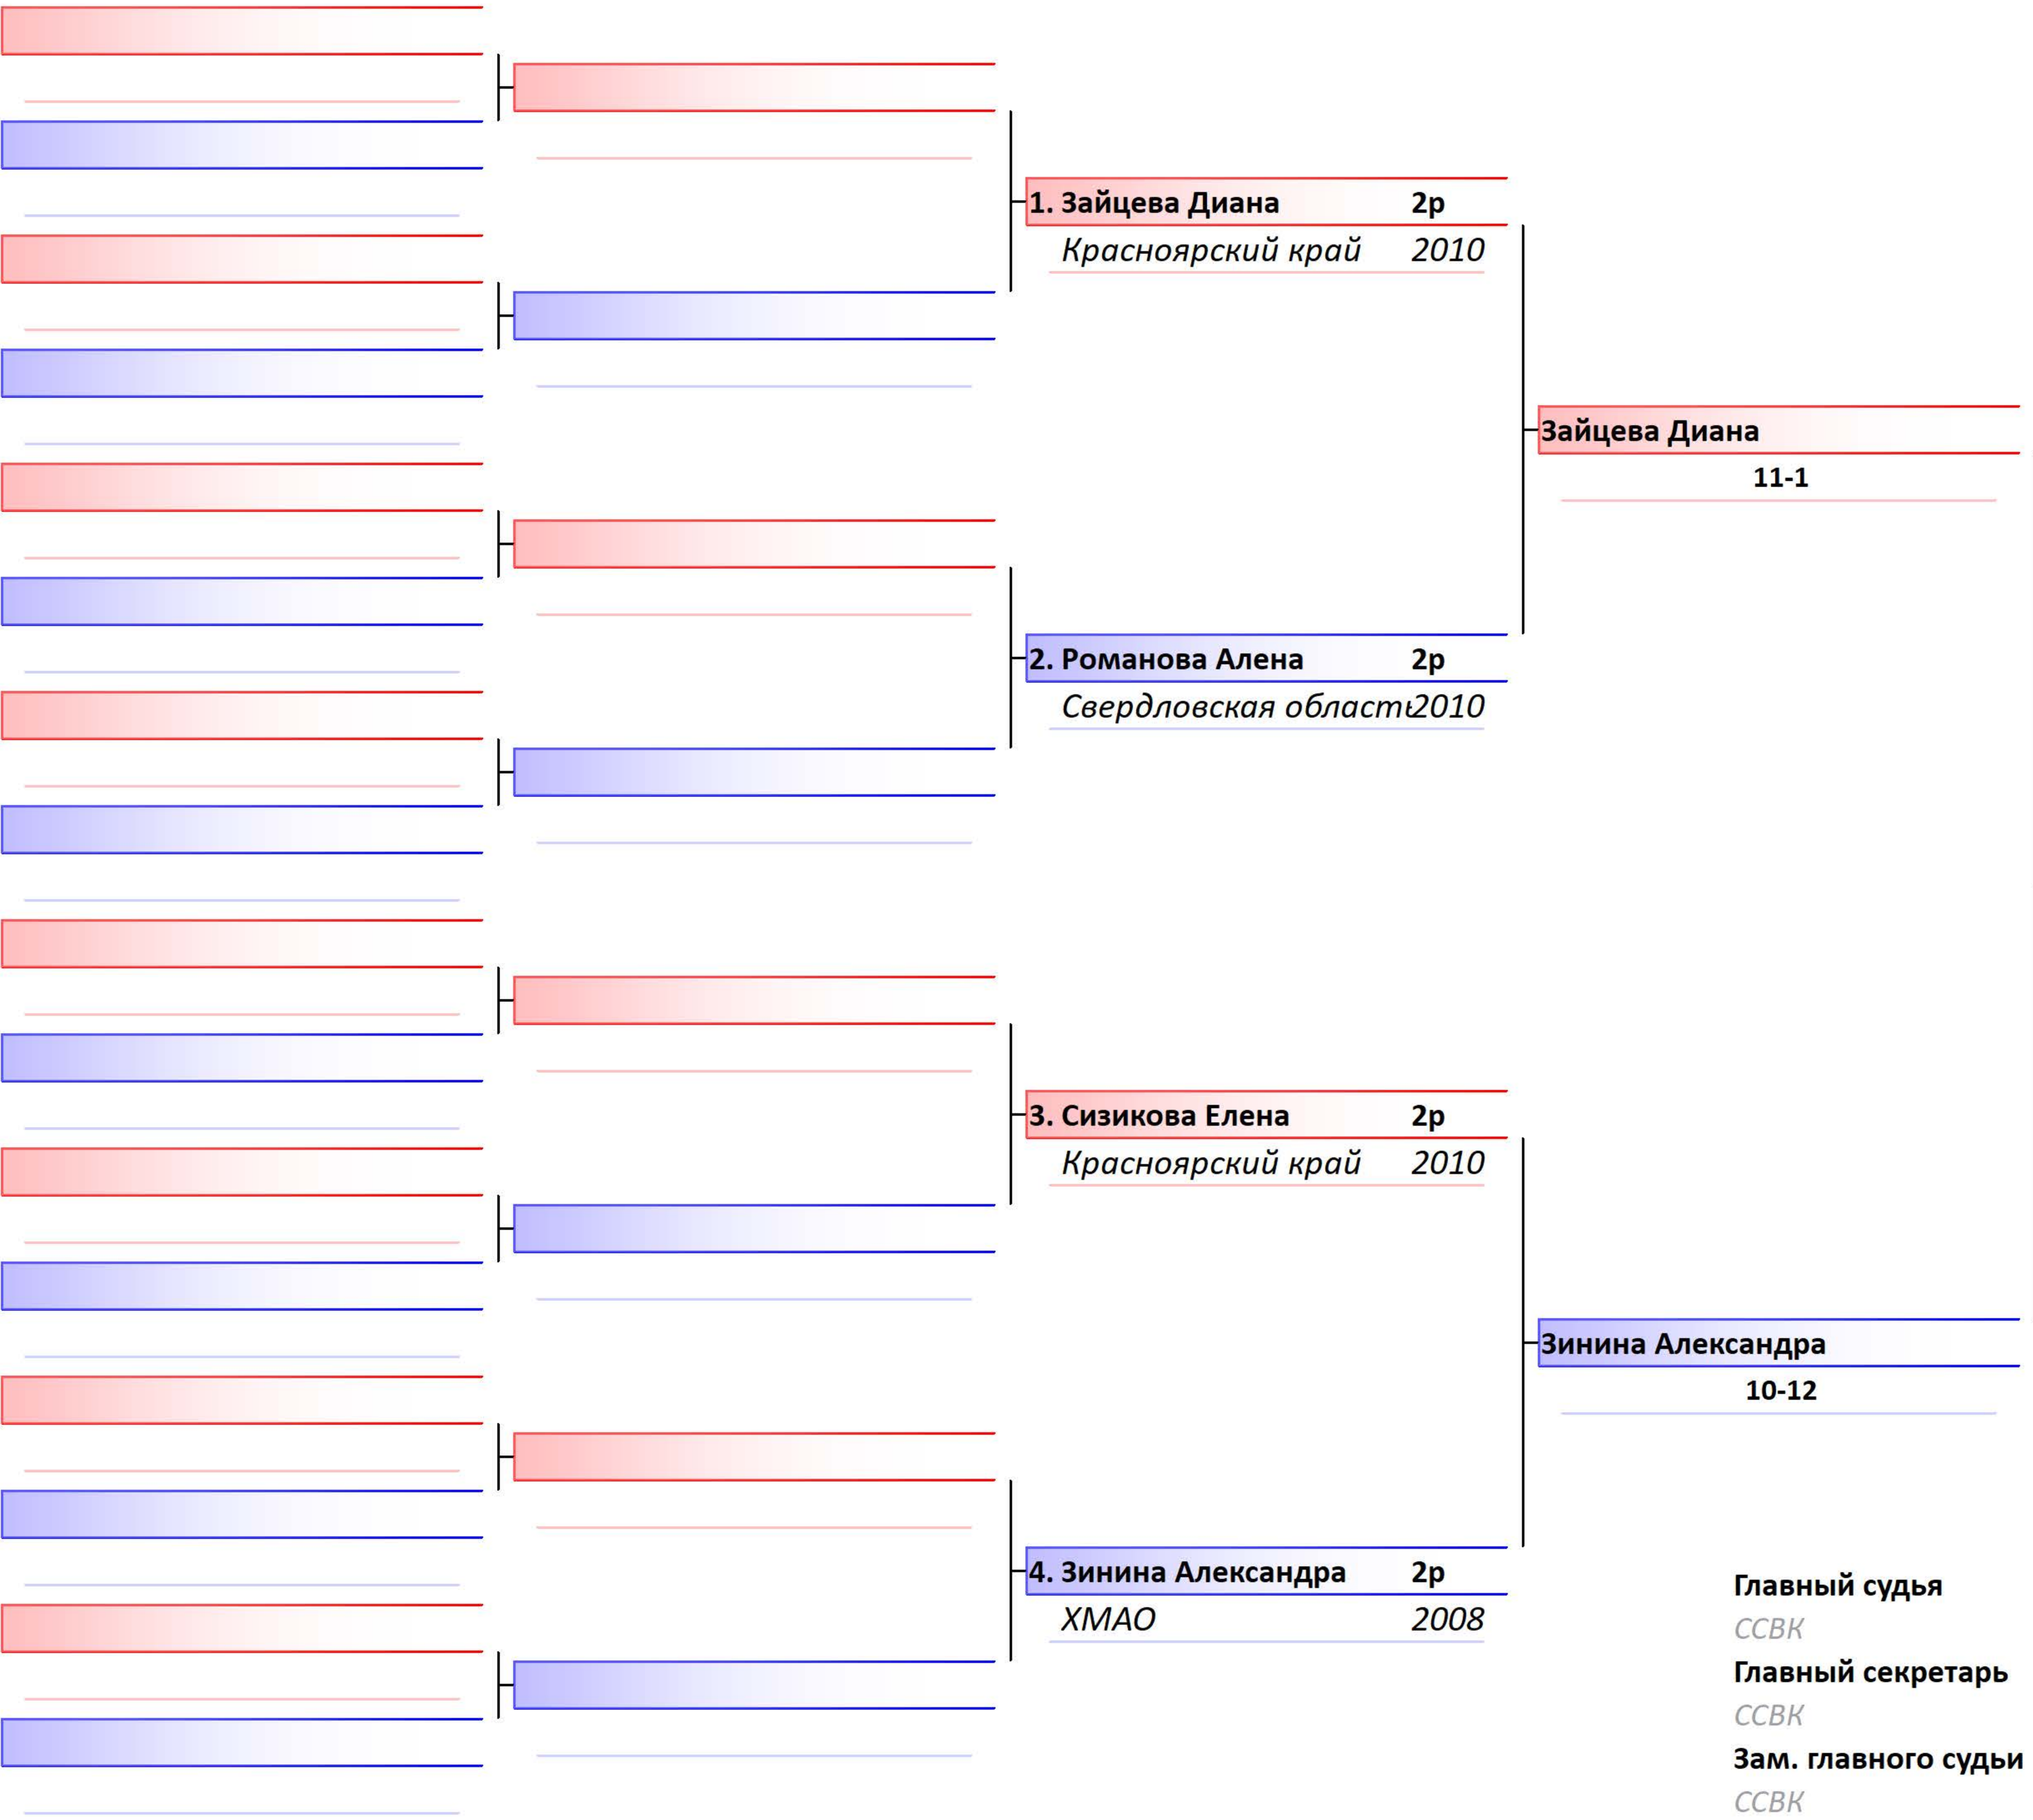 1. Зайцева Диана 2р
Красноярский край 2010
Зайцева Диана
11-1
2. Романова Алена 2р
Свердловская область 2010
3. Сизикова Елена 2р
Красноярский край 2010
Зинина Александра
10-12
4. Зинина Александра 2р
ХМАО 2008
Главный судья
ССВК
Главный секретарь
ССВК
Зам. главного судьи
ССВК